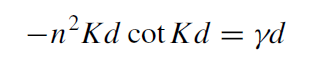 −n²Kd cot Kd = γd